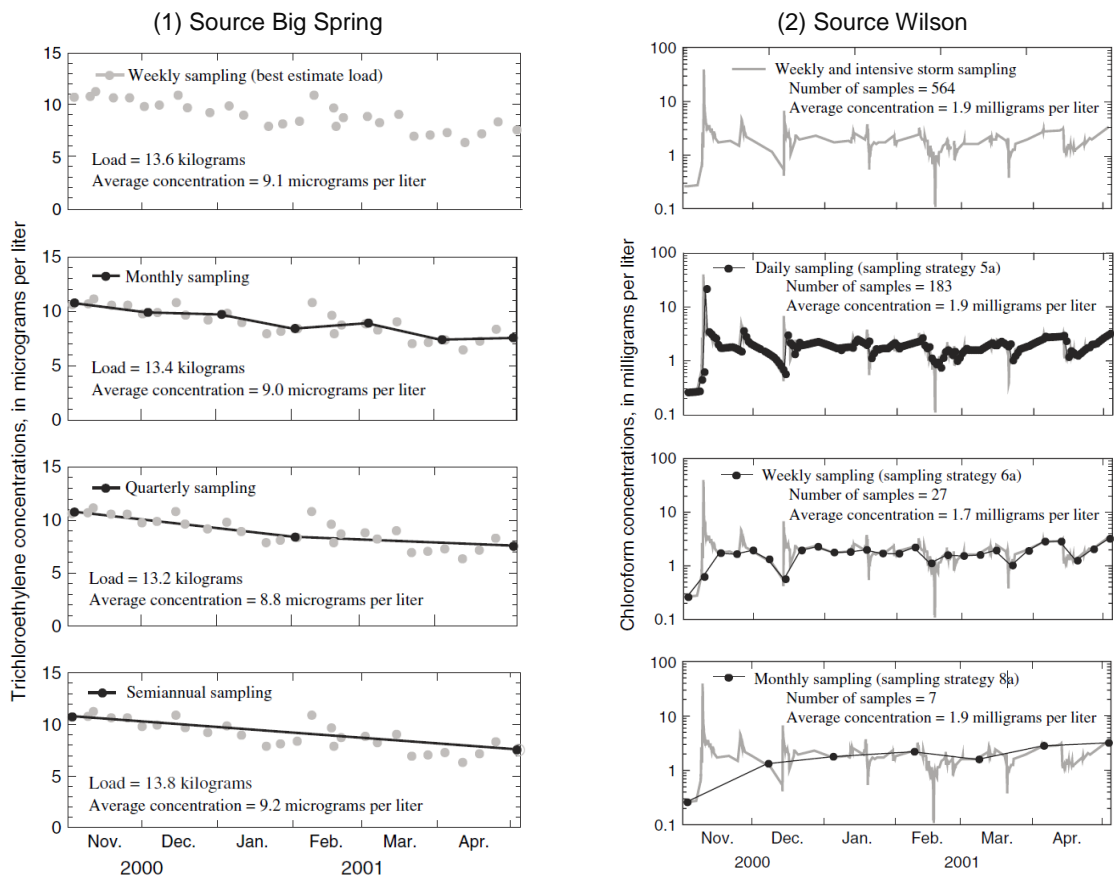 (1) Source Big Spring
Trichloroethylene concentrations, in micrograms per liter
15
10
5
0
Weekly sampling (best estimate load)
Load = 13.6 kilograms
Average concentration = 9.1 micrograms per liter
15
10
5
0
Monthly sampling
Load = 13.4 kilograms
Average concentration = 9.0 micrograms per liter
15
10
5
0
Quarterly sampling
Load = 13.2 kilograms
Average concentration = 8.8 micrograms per liter
15
10
5
0
Semiannual sampling
Load = 13.8 kilograms
Average concentration = 9.2 micrograms per liter
Nov. Dec. Jan. Feb. Mar. Apr.
2000 2001
(2) Source Wilson
Chloroform concentrations, in milligrams per liter
100
10
1
0.1
Weekly and intensive storm sampling
Number of samples = 564
Average concentration = 1.9 milligrams per liter
100
10
1
0.1
Daily sampling (sampling strategy 5a)
Number of samples = 183
Average concentration = 1.9 milligrams per liter
100
10
1
0.1
Weekly sampling (sampling strategy 6a)
Number of samples = 27
Average concentration = 1.7 milligrams per liter
100
10
1
0.1
Monthly sampling (sampling strategy 8a)
Number of samples = 7
Average concentration = 1.9 milligrams per liter
Nov. Dec. Jan. Feb. Mar. Apr.
2000 2001